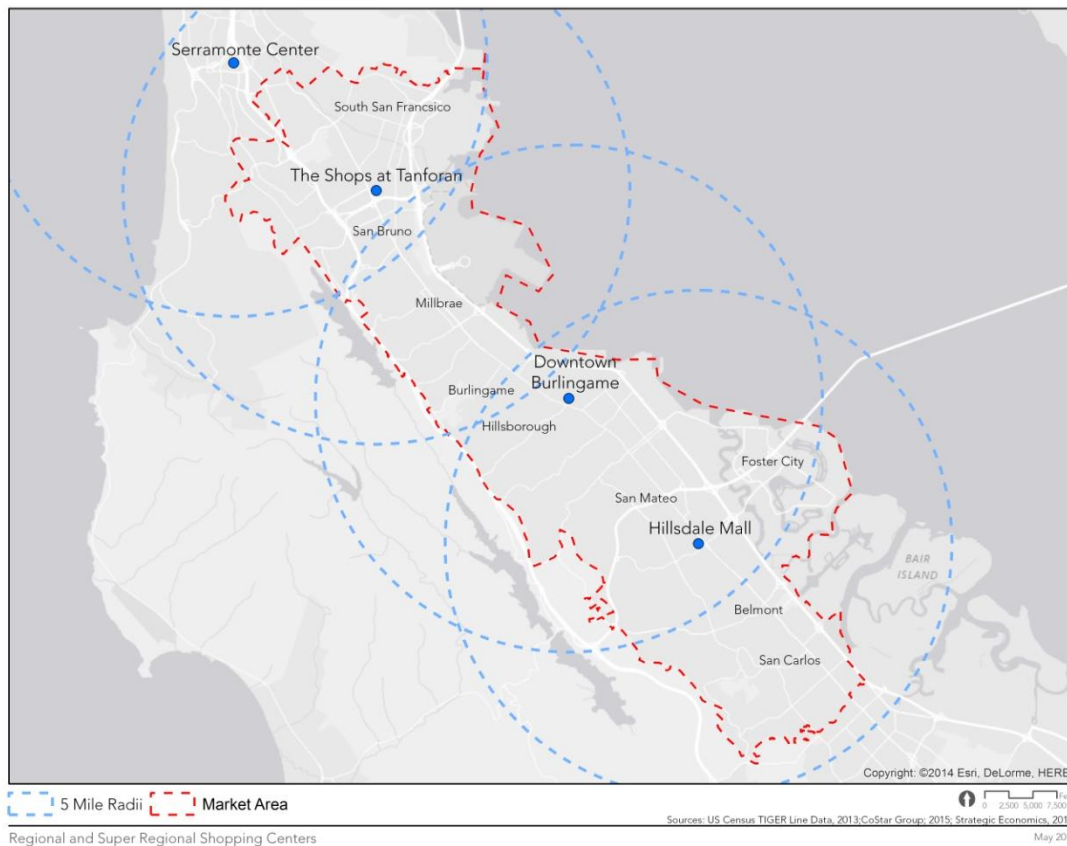 Serramonte Center
South San Francsico
The Shops at Tanforan
San Bruno
Millbrae
Downtown
Burlingame
Burlingame
Hillsborough
Foster City
San Mateo
Hillsdale Mall
BAIR
ISLAND
Belmont
San Carlos
Copyright: ©2014 Esri, DeLorme, HERE
5 Mile Radii
Market Area
0 2,500 5,000 7,500
Sources: US Census TIGER Line Data, 2013;CoStar Group; 2015; Strategic Economics, 201
Regional and Super Regional Shopping Centers
May 20